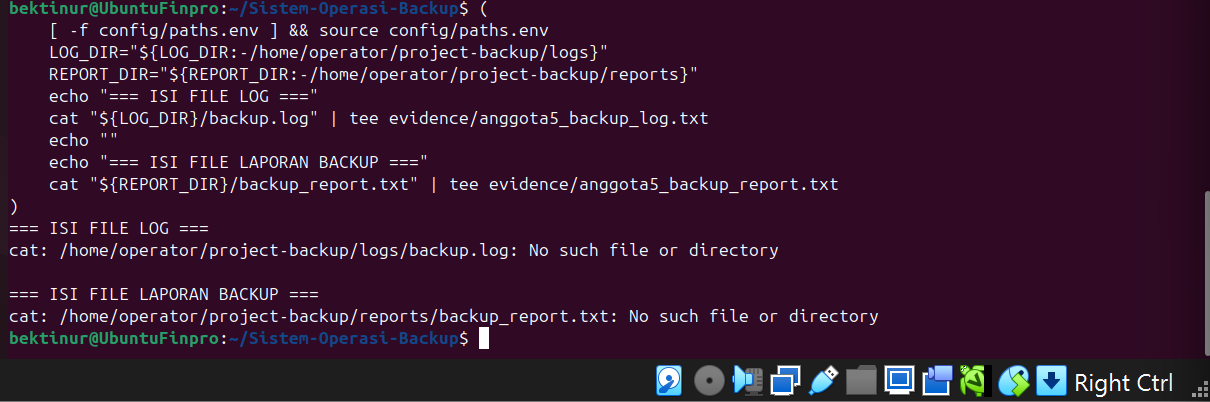 bektinur@UbuntuFinpro:~/Sistem-Operasi-Backup$ (
    [ -f config/paths.env ] && source config/paths.env
    LOG_DIR="${LOG_DIR:-/home/operator/project-backup/logs}"
    REPORT_DIR="${REPORT_DIR:-/home/operator/project-backup/reports}"
    echo "=== ISI FILE LOG ==="
    cat "${LOG_DIR}/backup.log" | tee evidence/anggota5_backup_log.txt
    echo ""
    echo "=== ISI FILE LAPORAN BACKUP ==="
    cat "${REPORT_DIR}/backup_report.txt" | tee evidence/anggota5_backup_report.txt
)
=== ISI FILE LOG ===
cat: /home/operator/project-backup/logs/backup.log: No such file or directory

=== ISI FILE LAPORAN BACKUP ===
cat: /home/operator/project-backup/reports/backup_report.txt: No such file or directory
bektinur@UbuntuFinpro:~/Sistem-Operasi-Backup$
Right Ctrl